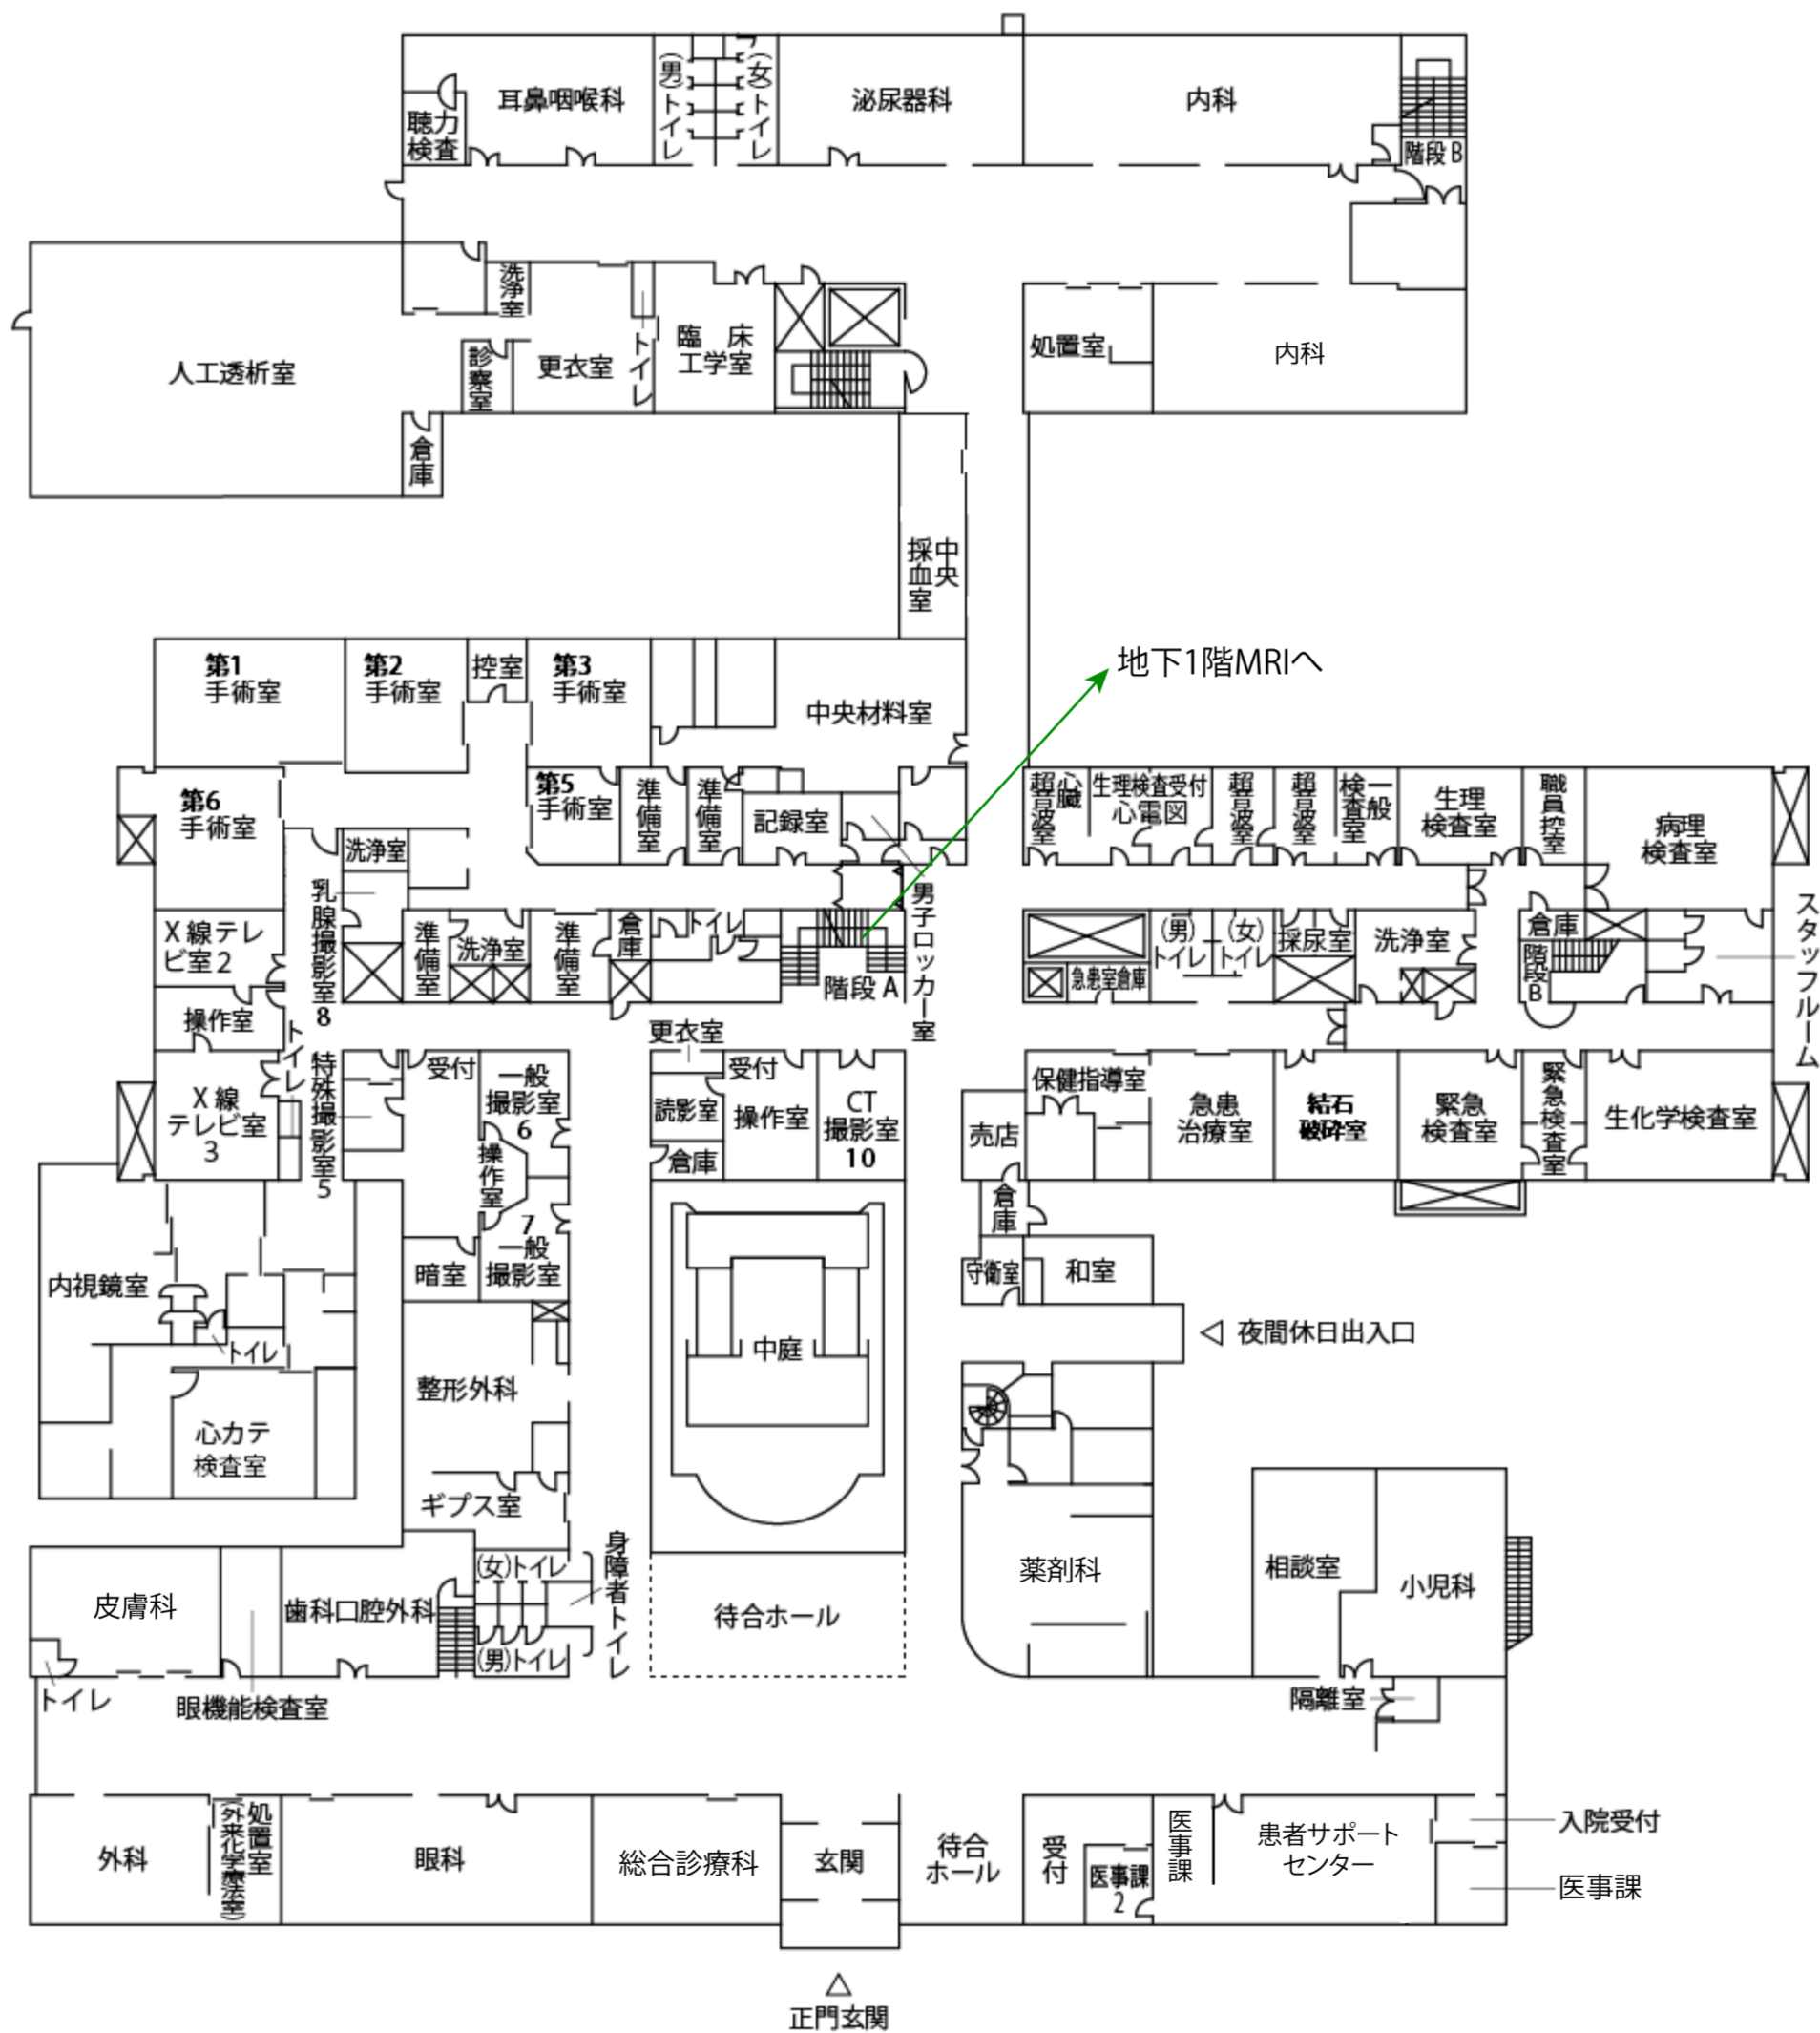 耳鼻咽喉科
聴力
検査
(男)トイレ
(女)トイレ
泌尿器科
内科
階段 B
人工透析室
洗浄室
診察室
更衣室
トイレ
臨 床
工学室
倉庫
処置室
内科
中央
採血室
地下1階MRIへ
第1
手術室
第2
手術室
控室
第3
手術室
中央材料室
第6
手術室
洗浄室
第5
手術室
準備室
準備室
記録室
男子ロッカー室
心臓
超音波室
生理検査受付
心電図
超音波室
超音波室
一般
検査室
生理
検査室
職員控室
病理
検査室
スタッフルーム
X 線テレ
ビ室 2
乳腺撮影室 8
準備室
洗浄室
準備室
倉庫
トイレ
階段 A
急患室倉庫
(男)
トイレ
(女)
トイレ
採尿室
洗浄室
倉庫
階段 B
操作室
トイレ
特殊撮影室 5
X 線
テレビ室
3
受付
一般
撮影室
6
操作室
7
一般
撮影室
暗室
更衣室
読影室
倉庫
受付
操作室
CT
撮影室
10
売店
保健指導室
急患
治療室
結石
破砕室
緊急
検査室
緊急検査室
生化学検査室
倉庫
守衛室
和室
夜間休日出入口
内視鏡室
トイレ
心カテ
検査室
整形外科
ギプス室
中庭
皮膚科
トイレ
眼機能検査室
歯科口腔外科
(女)トイレ
(男)トイレ
身障者トイレ
待合ホール
薬剤科
相談室
小児科
隔離室
外科
処置室
(外来化学療法室)
眼科
総合診療科
玄関
待合
ホール
受付
医事課
2
医事課
患者サポート
センター
入院受付
医事課
正門玄関